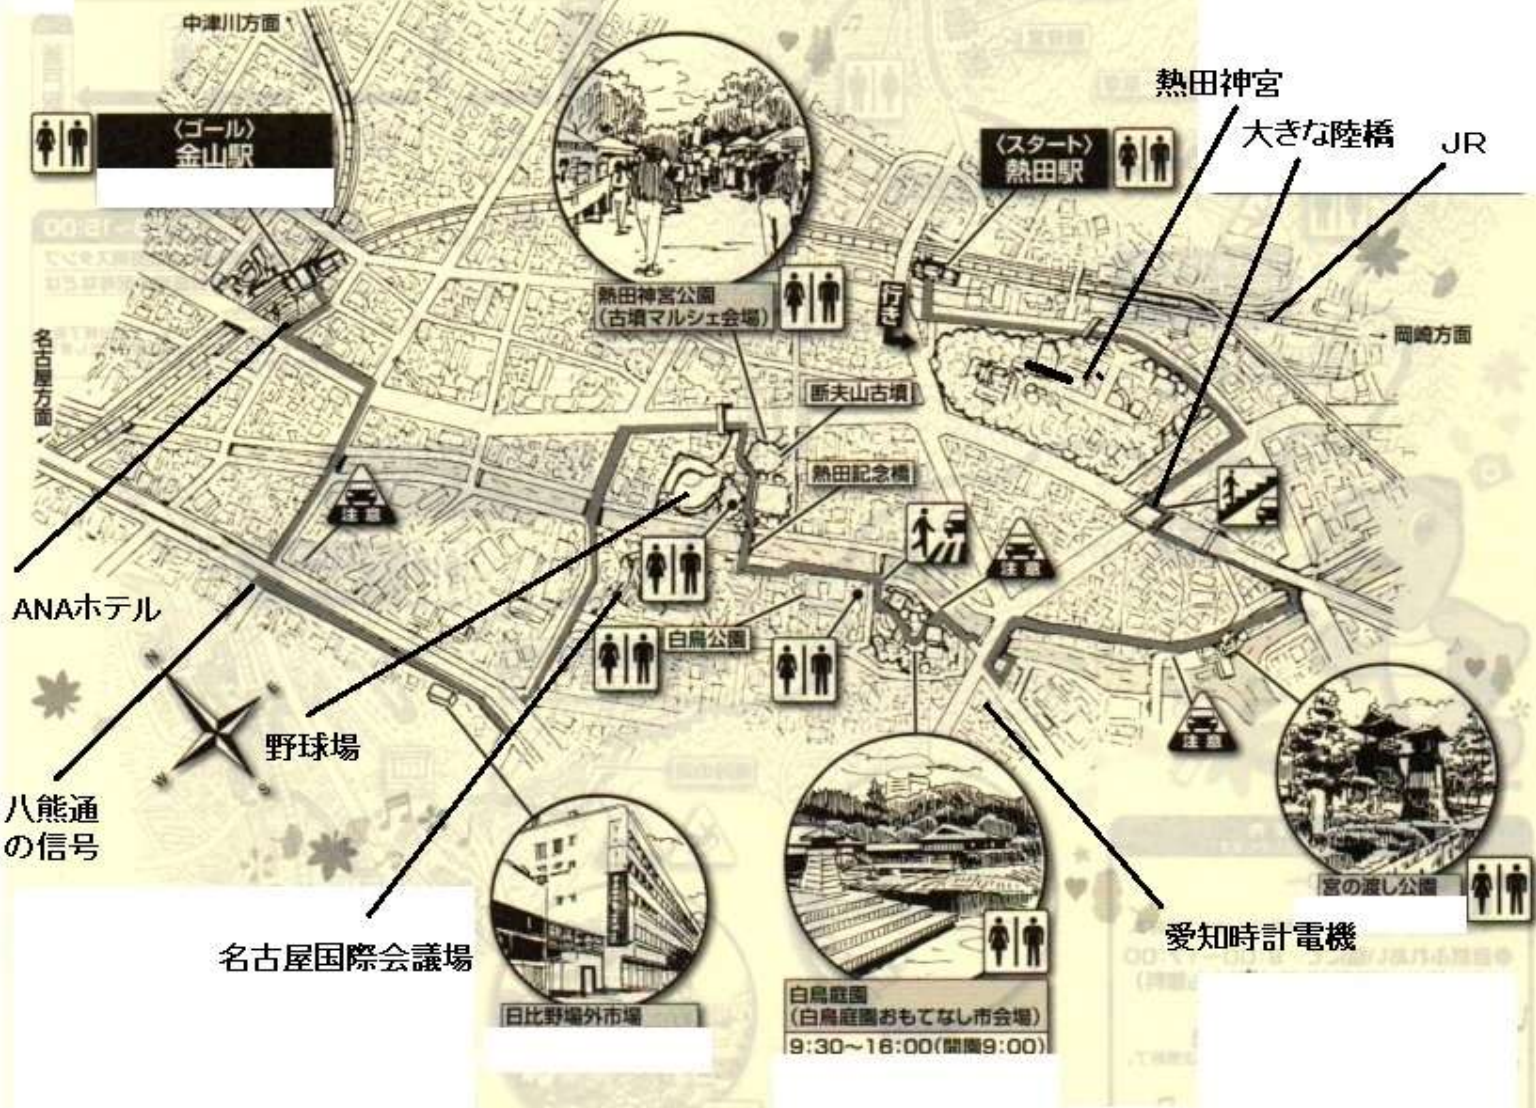 中津川方面
〈ゴール〉
金山駅
熱田神宮
大きな陸橋
JR
〈スタート〉
熱田駅
熱田神宮公園
(古墳マルシェ会場)
行き
岡崎方面
名古屋方面
断夫山古墳
熱田記念橋
注意
注意
ANAホテル
白鳥公園
N
E
W
S
注意
野球場
八熊通
の信号
宮の渡し公園
愛知時計電機
名古屋国際会議場
日比野場外市場
白鳥庭園
(白鳥庭園おもてなし市会場)
9:30~16:00(開園9:00)